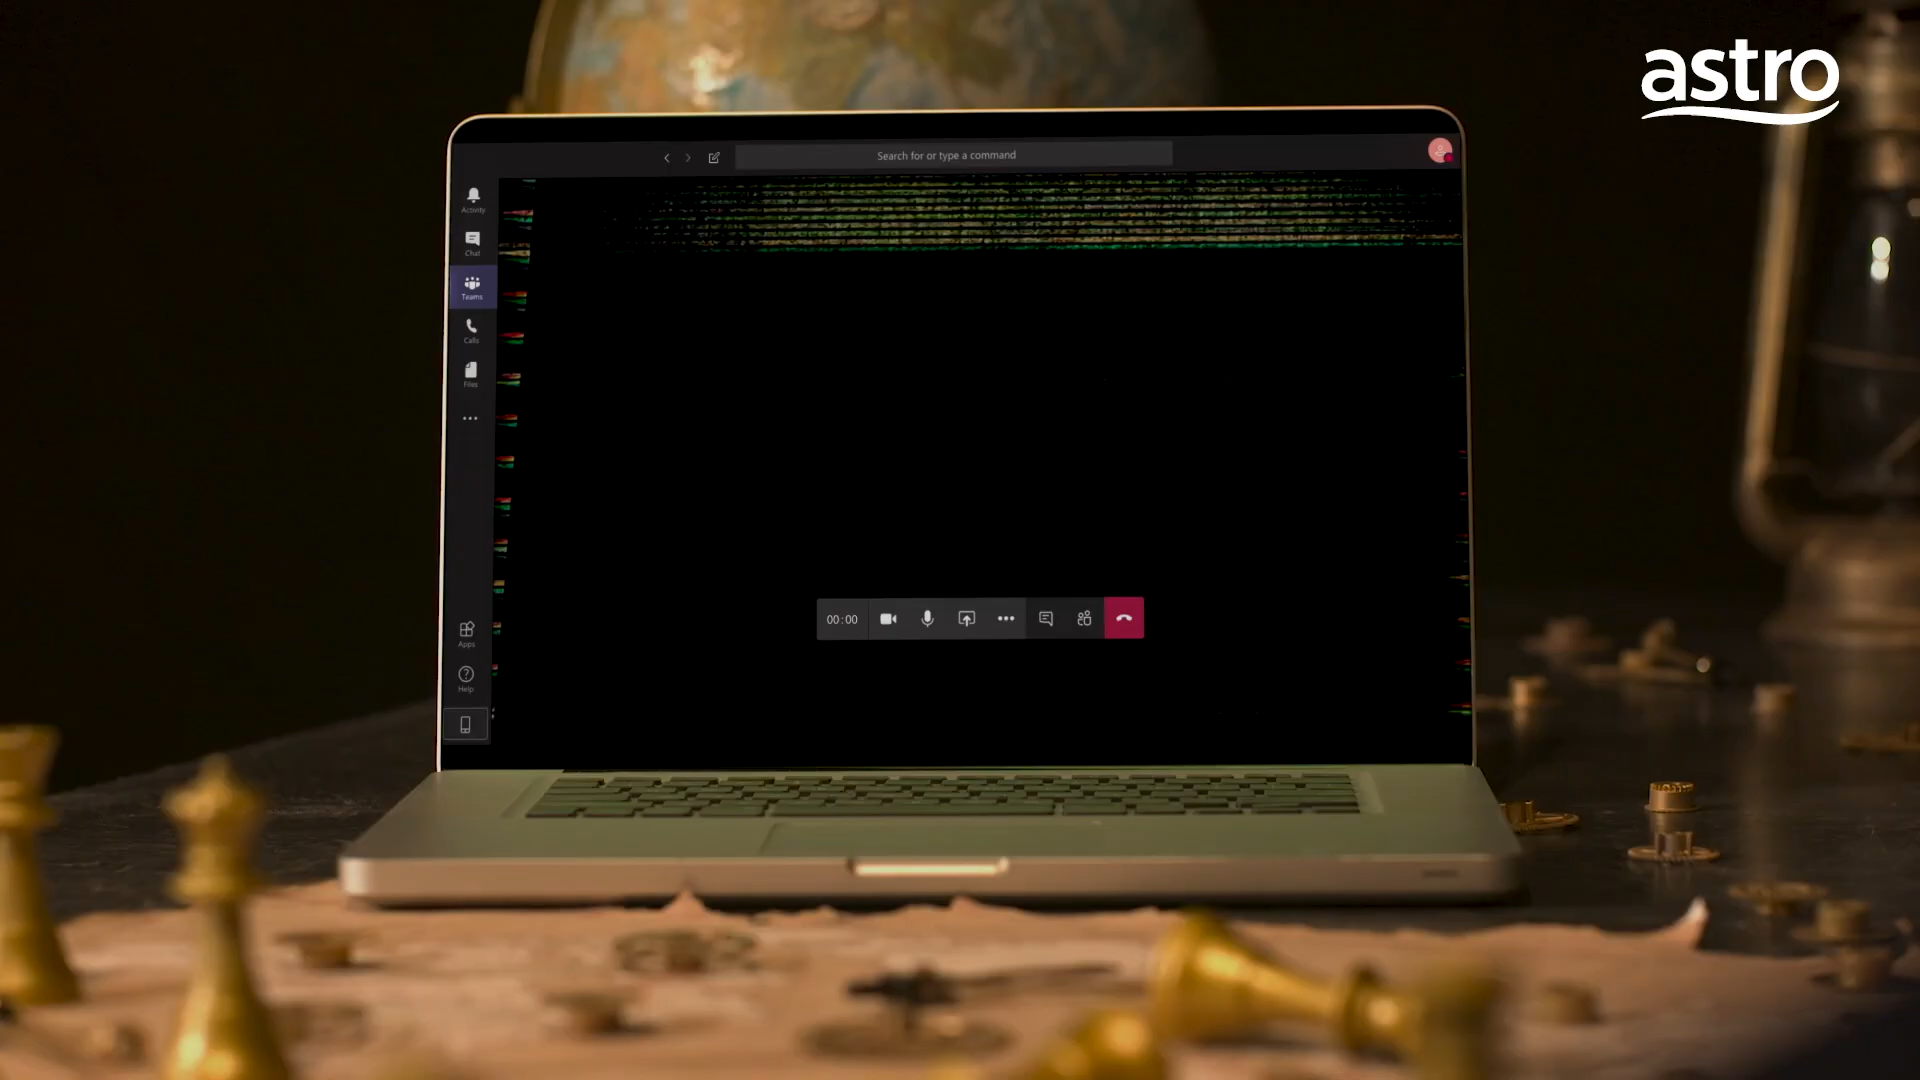 astro
Search for or type a command
Activity
Chat
Teams
Calls
Files
00:00
Apps
Help